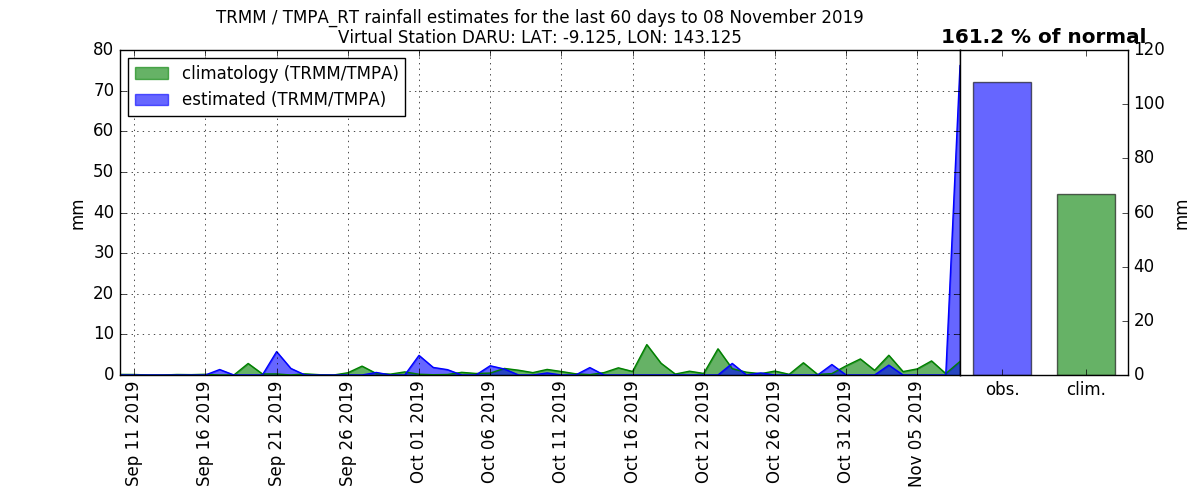 TRMM / TMPA_RT rainfall estimates for the last 60 days to 08 November 2019
Virtual Station DARU: LAT: -9.125, LON: 143.125
161.2 % of normal
climatology (TRMM/TMPA)
estimated (TRMM/TMPA)
80
70
60
50
40
30
20
10
0
mm
Sep 11 2019
Sep 16 2019
Sep 21 2019
Sep 26 2019
Oct 01 2019
Oct 06 2019
Oct 11 2019
Oct 16 2019
Oct 21 2019
Oct 26 2019
Oct 31 2019
Nov 05 2019
120
100
80
60
40
20
0
mm
obs.
clim.